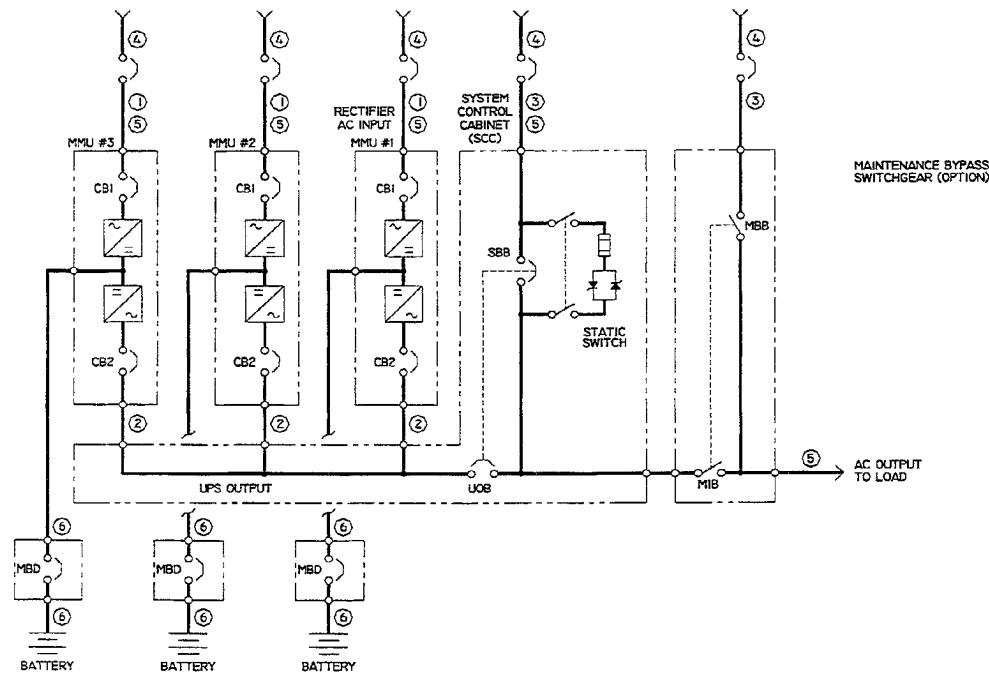 4 4 4 4 4
1 1 1 3 3
5 5 5 5
RECTIFIER
AC INPUT
SYSTEM
CONTROL
CABINET
(SCC)
MMU #3 MMU #2 MMU #1
MAINTENANCE BYPASS
SWITCHGEAR (OPTION)
CB1 CB1 CB1
SBB
MBB
STATIC
SWITCH
CB2 CB2 CB2
2 2 2
5
AC OUTPUT
TO LOAD
UPS OUTPUT
UOB
MIB
6 6 6
MBD MBD MBD
6 6 6
BATTERY BATTERY BATTERY